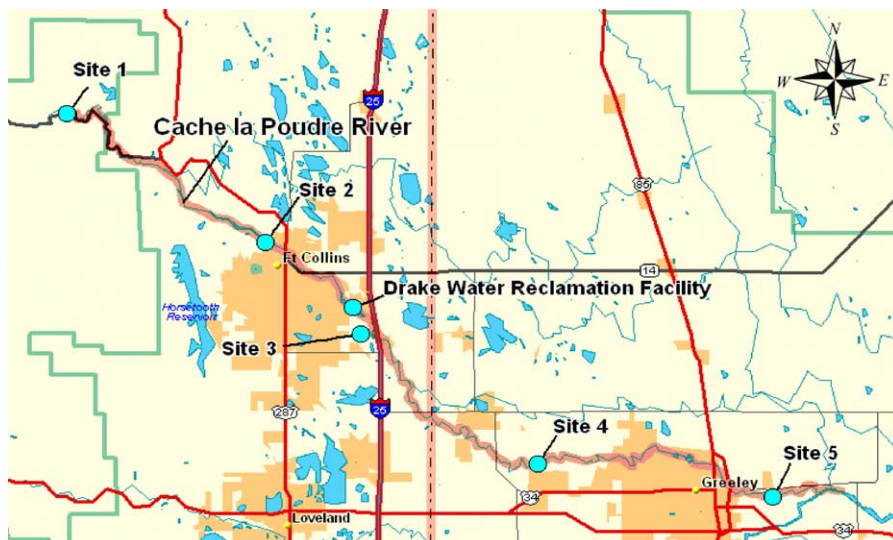 N
W
E
S
Site 1
25
Cache la Poudre River
Site 2
85
Ft Collins
14
Drake Water Reclamation Facility
Horsetooth
Reservoir
Site 3
287
25
Site 4
Site 5
Greeley
34
Loveland
34